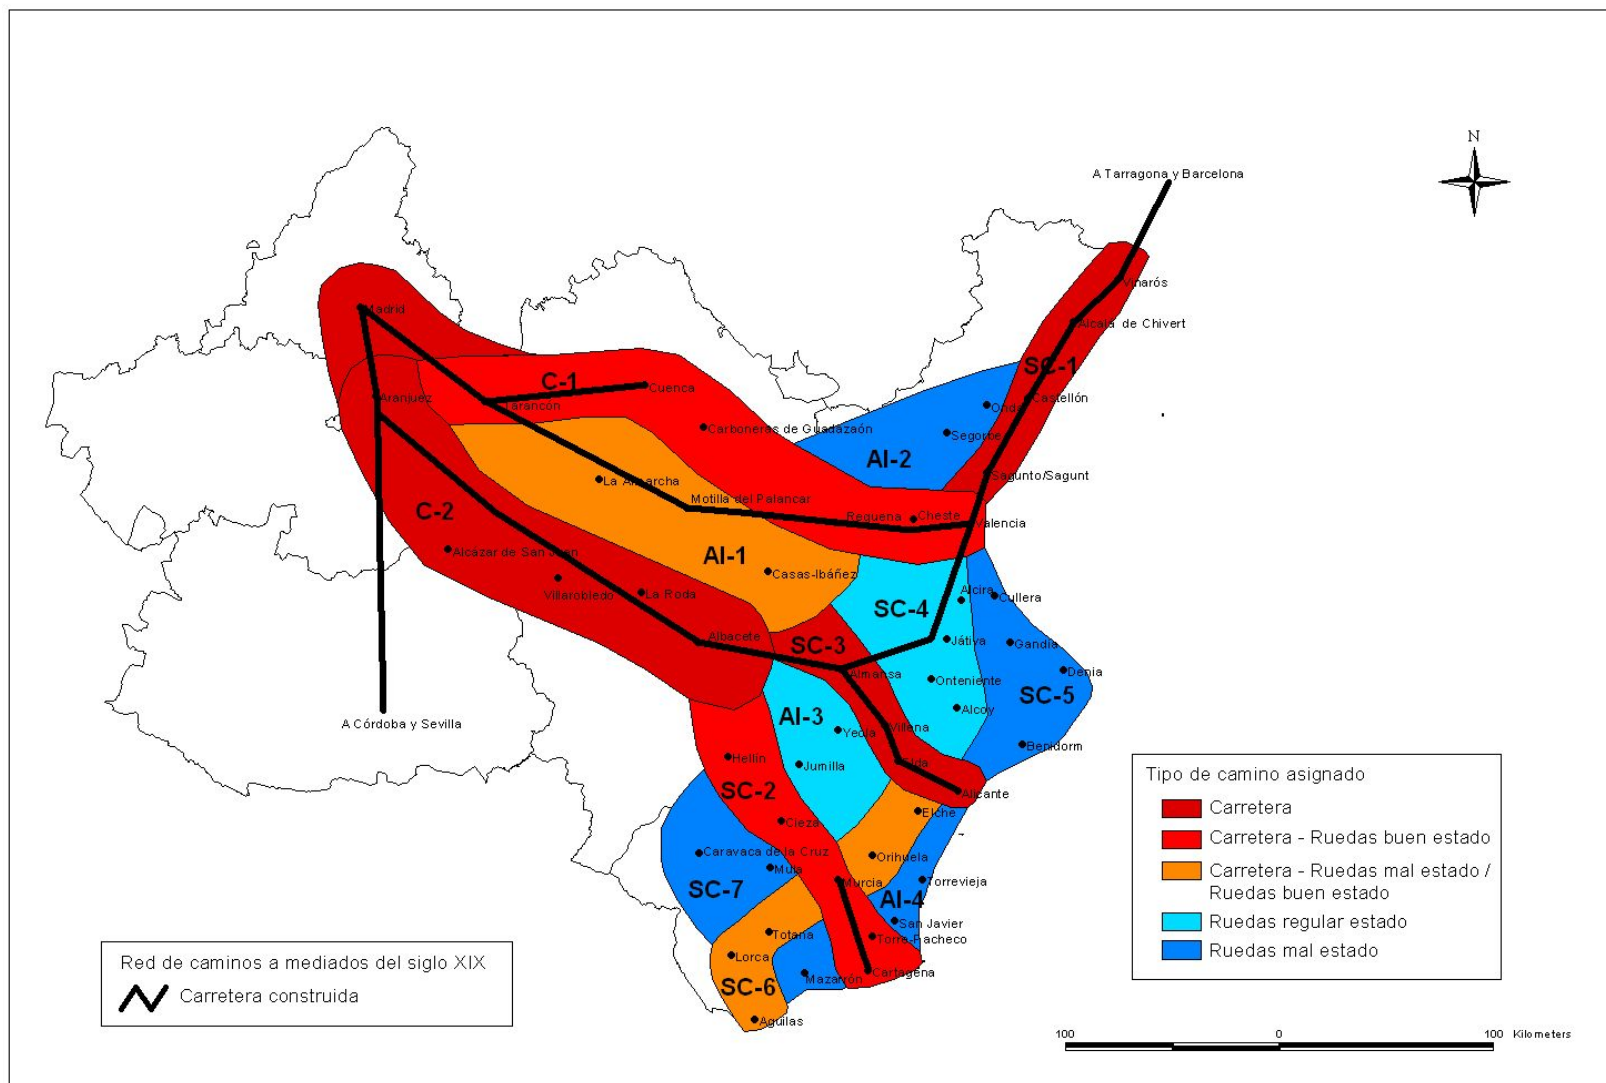 N
A Tarragona y Barcelona
Vinarós
Madrid
Alcalá de Chivert
SC-1
C-1
Cuenca
Aranjuez
Tarancón
Castellón
Onda
Carboneras de Guadazaón
Segorbe
AI-2
Sagunto/Sagunt
La Almarcha
Motilla del Palancar
C-2
Requena
Cheste
Valencia
Alcázar de San Juan
AI-1
Casas-Ibáñez
Villarobledo
La Roda
SC-4
Alcira
Cullera
Albacete
SC-3
Játiva
Gandía
Almansa
Onteniente
Denia
SC-5
A Córdoba y Sevilla
AI-3
Alcoy
Yecla
Villena
Benidorm
Hellín
Jumilla
Elda
SC-2
Alicante
Cieza
Elche
Caravaca de la Cruz
Orihuela
Mula
SC-7
Murcia
Torrevieja
AI-4
San Javier
Totana
Torre-Pacheco
Lorca
Mazarrón
Cartagena
SC-6
Aguilas
Tipo de camino asignado
Carretera
Carretera - Ruedas buen estado
Carretera - Ruedas mal estado /
Ruedas buen estado
Ruedas regular estado
Ruedas mal estado
Red de caminos a mediados del siglo XIX
Carretera construida
100 0 100 Kilometers